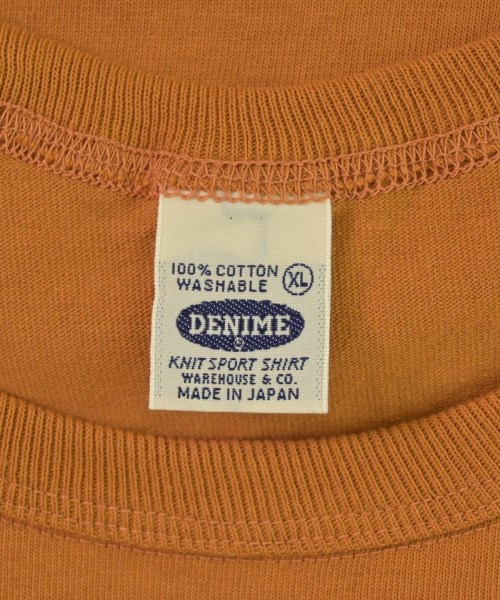 100% COTTON
WASHABLE XL
DENIME
®
KNIT SPORT SHIRT
WAREHOUSE & CO.
MADE IN JAPAN